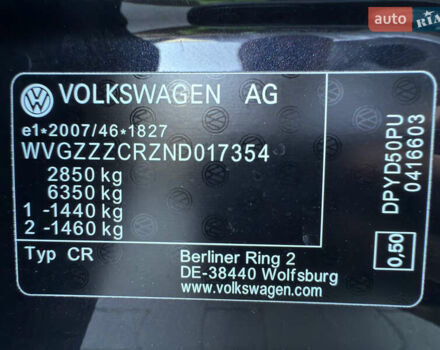 AUTO
RIA
VOLKSWAGEN AG
e1*2007/46*1827
WVGZZZCRZND017354
2850 kg
6350 kg
1 -1440 kg
2 -1460 kg
Typ CR
Berliner Ring 2
DE-38440 Wolfsburg
www.volkswagen.com
DPYD50PU
0416603
0,50